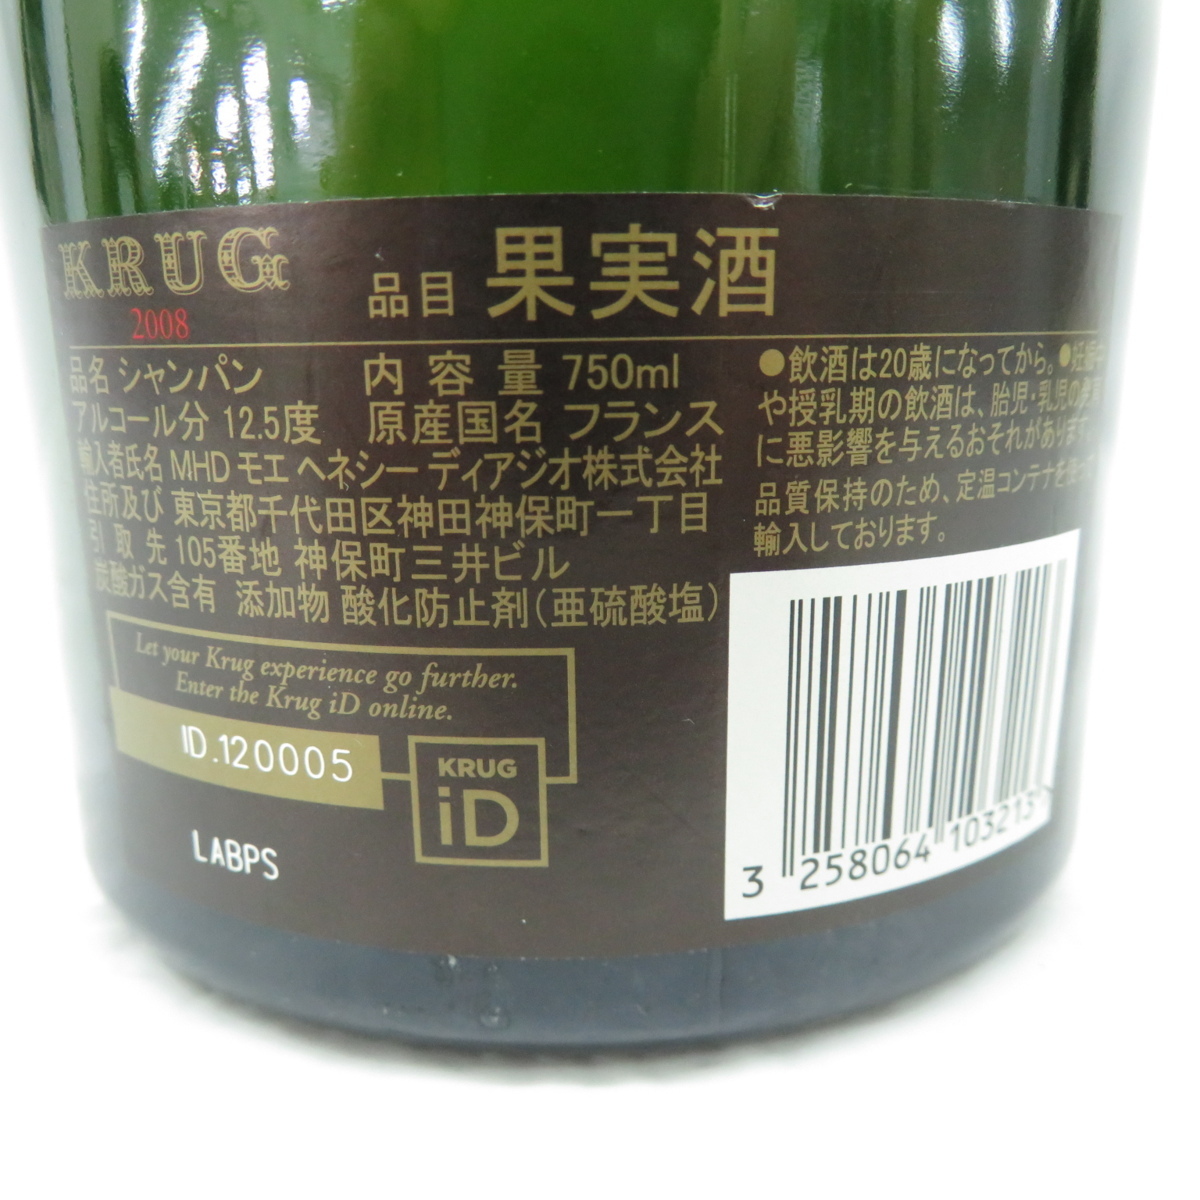 KRUG
2008
品目 果実酒
品名 シャンパン 内容量 750ml
アルコール分 12.5度 原産国名 フランス
輸入者氏名 MHD モエ ヘネシー ディアジオ株式会社
住所及び 東京都千代田区神田神保町一丁目
引取先 105番地 神保町三井ビル
炭酸ガス含有 添加物 酸化防止剤(亜硫酸塩)
●飲酒は20歳になってから。●妊娠中
や授乳期の飲酒は、胎児・乳児の発育
に悪影響を与えるおそれがあります。
品質保持のため、定温コンテナを使
輸入しております。
Let your Krug experience go further.
Enter the Krug iD online.
ID.120005
KRUG
iD
LABPS
3 258064 103213